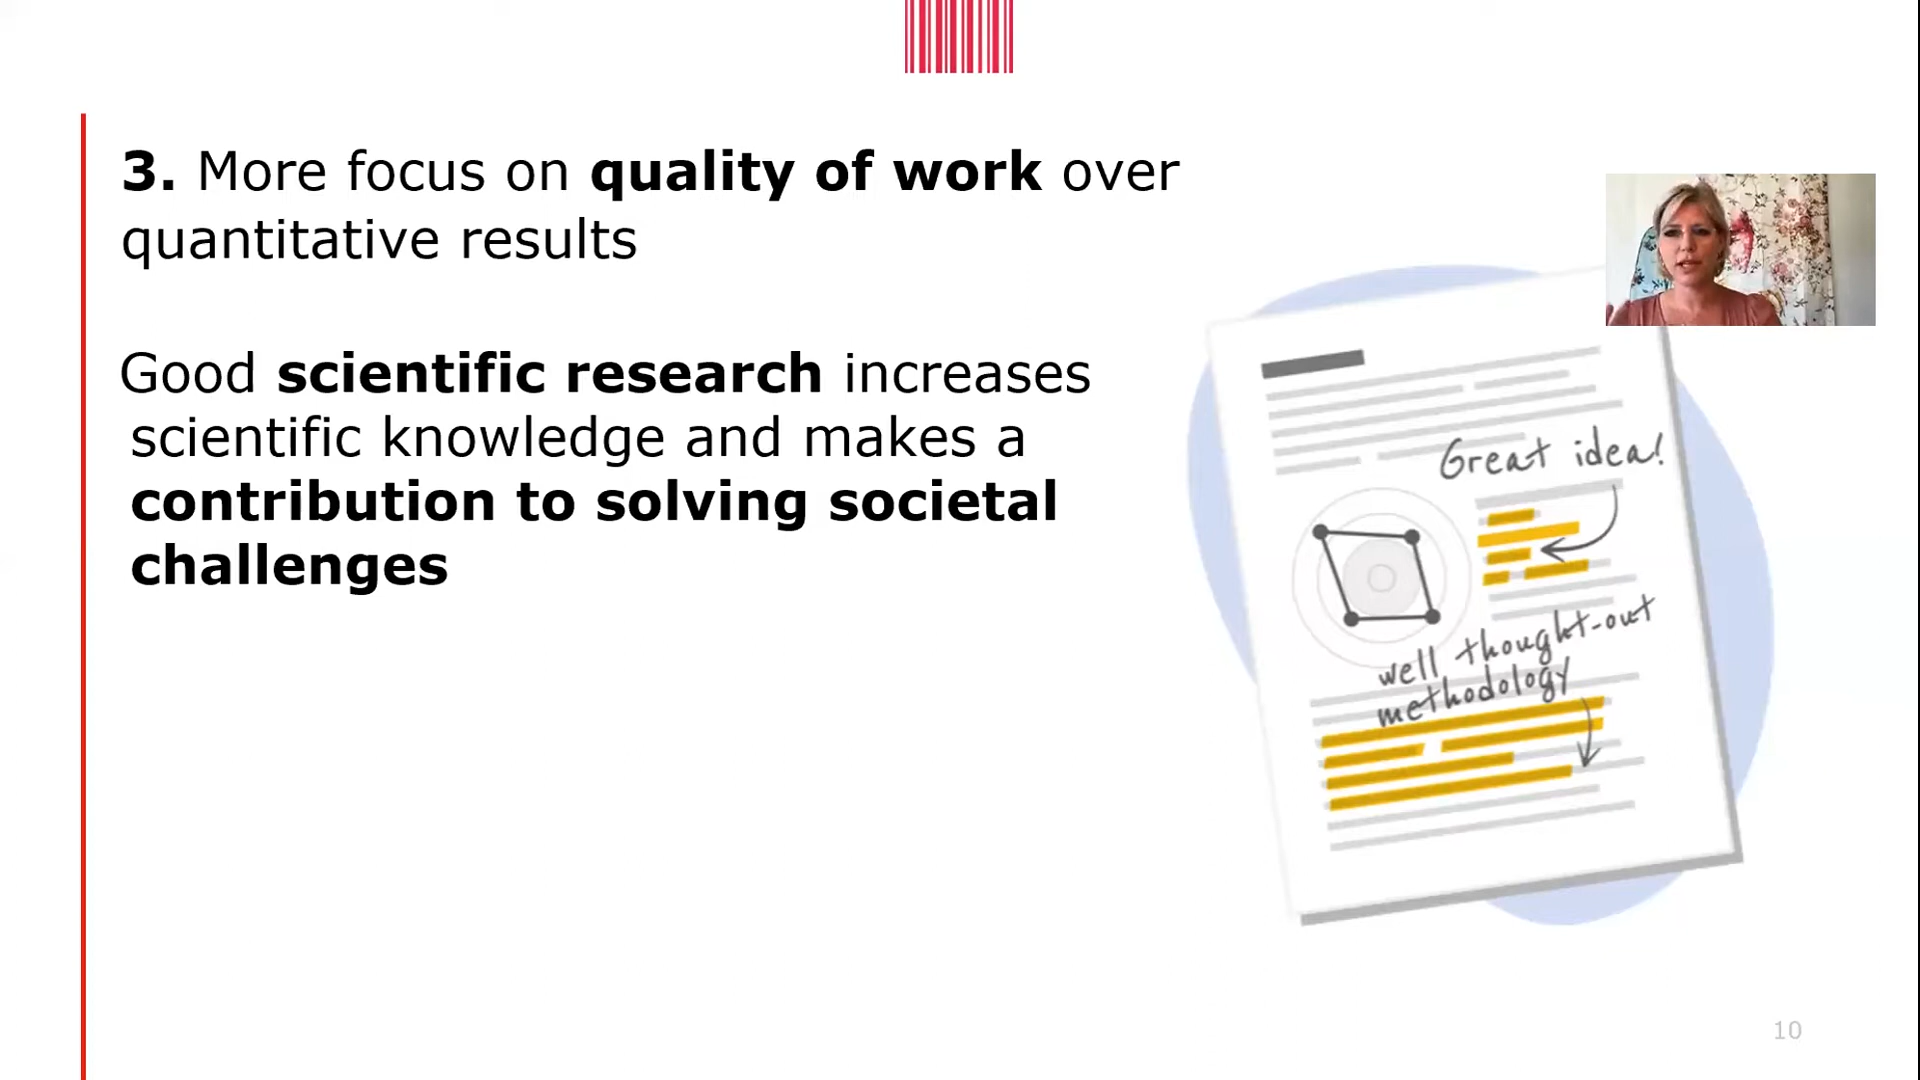 3. More focus on quality of work over
quantitative results
Good scientific research increases
scientific knowledge and makes a
contribution to solving societal
challenges
Great idea!
well thought-out
methodology
10